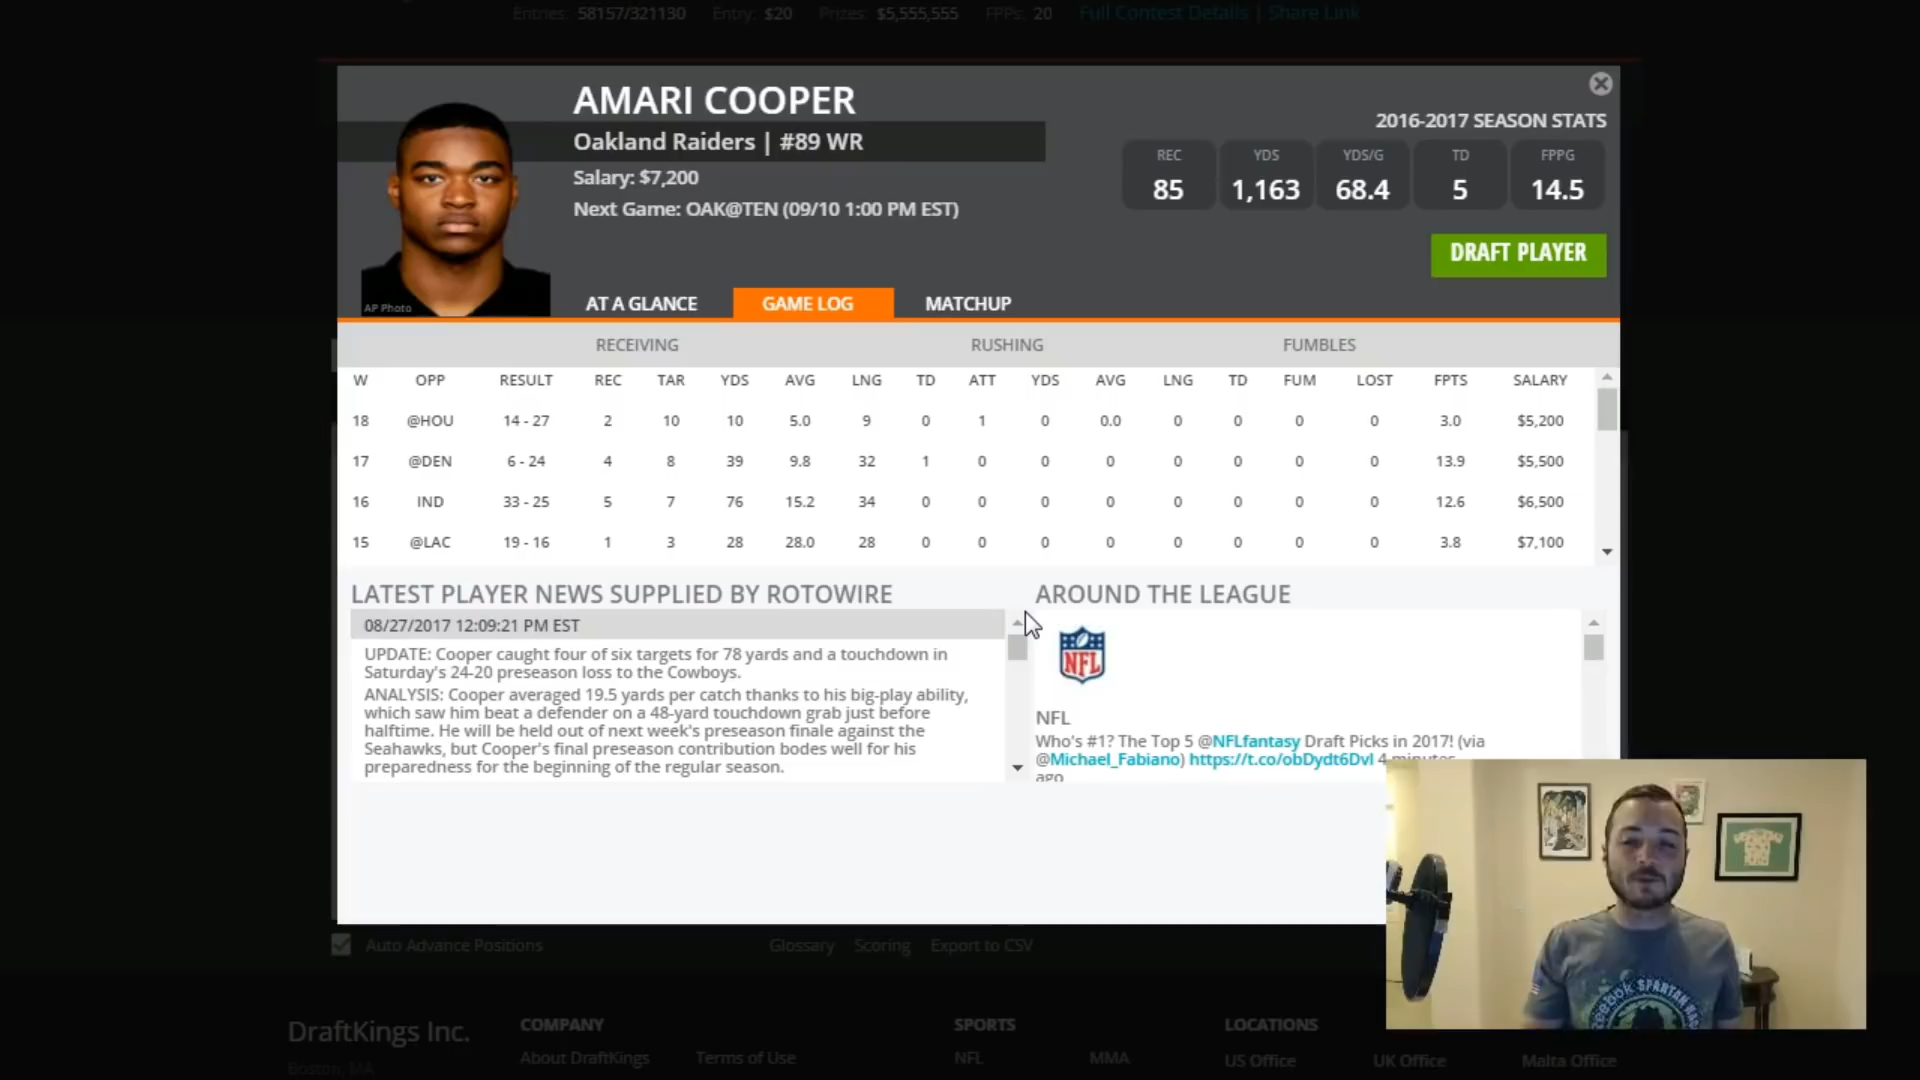 Entries: 58157/321130 Entry: $20 Prizes: $5,555,555 FPPs: 20 Full Contest Details | Share Link
AMARI COOPER
Oakland Raiders | #89 WR
Salary: $7,200
Next Game: OAK@TEN (09/10 1:00 PM EST)
2016-2017 SEASON STATS
REC YDS YDS/G TD FPPG
85 1,163 68.4 5 14.5
DRAFT PLAYER
AP Photo
AT A GLANCE GAME LOG MATCHUP
RECEIVING RUSHING FUMBLES
W OPP RESULT REC TAR YDS AVG LNG TD ATT YDS AVG LNG TD FUM LOST FPTS SALARY
18 @HOU 14 - 27 2 10 10 5.0 9 0 1 0 0.0 0 0 0 0 3.0 $5,200
17 @DEN 6 - 24 4 8 39 9.8 32 1 0 0 0 0 0 0 0 13.9 $5,500
16 IND 33 - 25 5 7 76 15.2 34 0 0 0 0 0 0 0 0 12.6 $6,500
15 @LAC 19 - 16 1 3 28 28.0 28 0 0 0 0 0 0 0 0 3.8 $7,100
LATEST PLAYER NEWS SUPPLIED BY ROTOWIRE
08/27/2017 12:09:21 PM EST
UPDATE: Cooper caught four of six targets for 78 yards and a touchdown in
Saturday's 24-20 preseason loss to the Cowboys.
ANALYSIS: Cooper averaged 19.5 yards per catch thanks to his big-play ability,
which saw him beat a defender on a 48-yard touchdown grab just before
halftime. He will be held out of next week's preseason finale against the
Seahawks, but Cooper's final preseason contribution bodes well for his
preparedness for the beginning of the regular season.
AROUND THE LEAGUE
NFL
NFL
Who's #1? The Top 5 @NFLfantasy Draft Picks in 2017! (via
@Michael_Fabiano) https://t.co/obDydt6DvI 4 minutes
ago
Auto Advance Positions
Glossary Scoring Export to CSV
reebok SPARTAN RACE
DraftKings Inc.
Boston, MA
COMPANY
About DraftKings Terms of Use
SPORTS
NFL MMA
LOCATIONS
US Office UK Office Malta Office